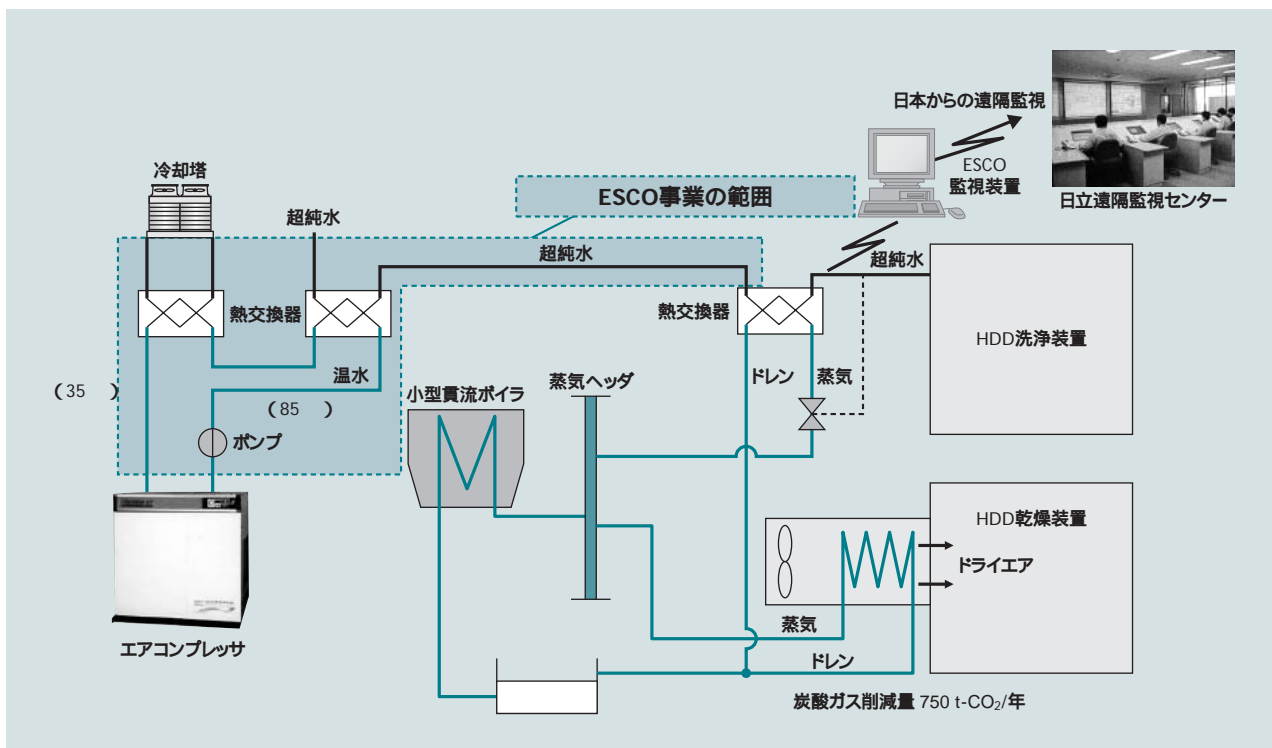 日本からの遠隔監視
冷却塔
ESCO
監視装置
ESCO事業の範囲
日立遠隔監視センター
超純水
超純水
超純水
熱交換器
熱交換器
HDD洗浄装置
温水
ドレン
蒸気
蒸気ヘッダ
小型貫流ボイラ
(35 )
(85 )
ポンプ
HDD乾燥装置
ドライエア
蒸気
エアコンプレッサ
ドレン
炭酸ガス削減量 750 t-CO₂/年